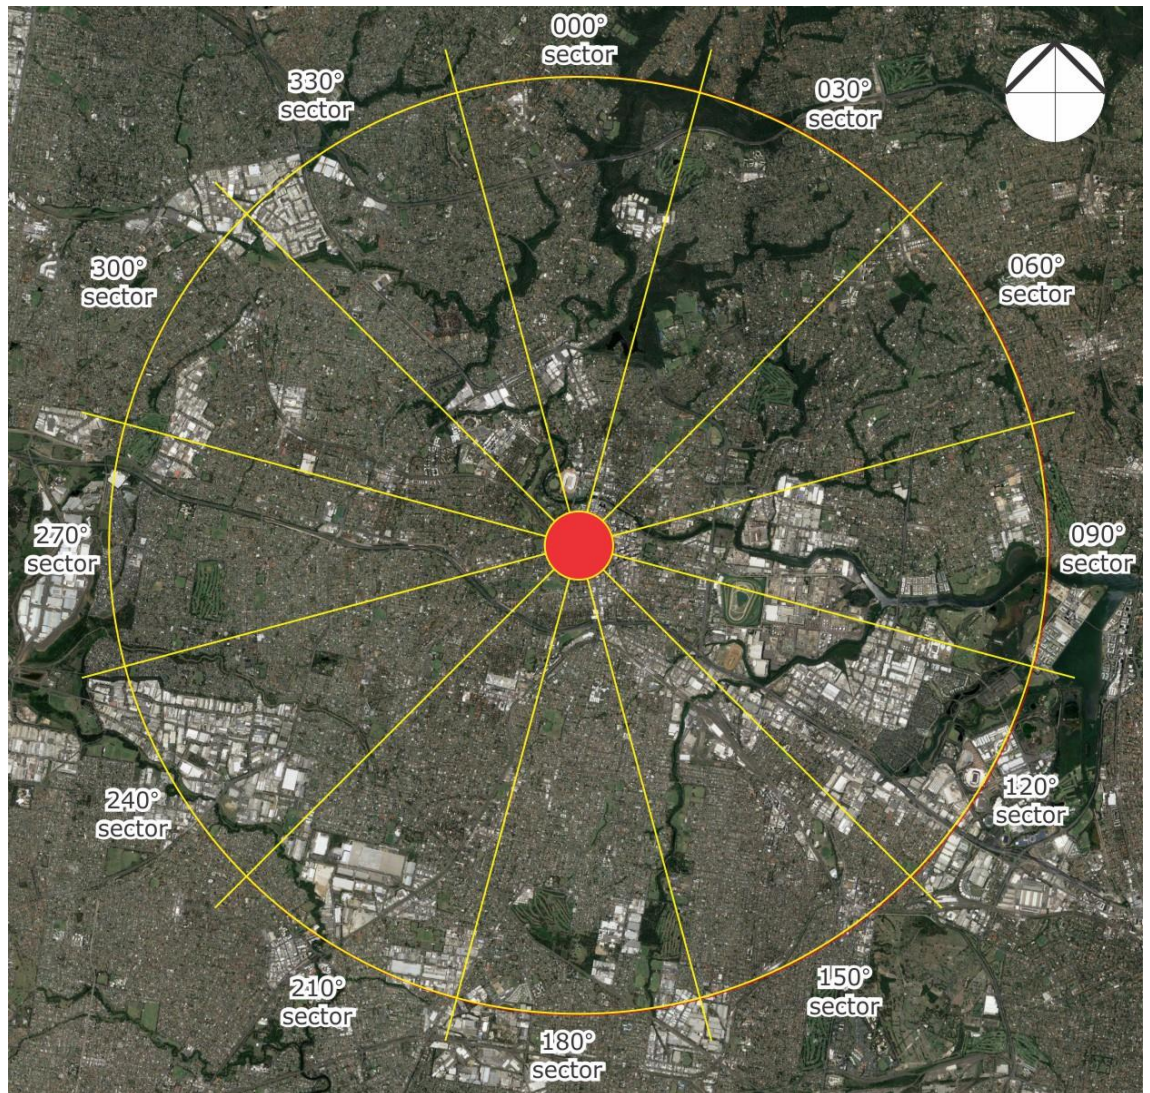 000°
sector
330°
sector
030°
sector
300°
sector
060°
sector
270°
sector
090°
sector
240°
sector
120°
sector
210°
sector
150°
sector
180°
sector